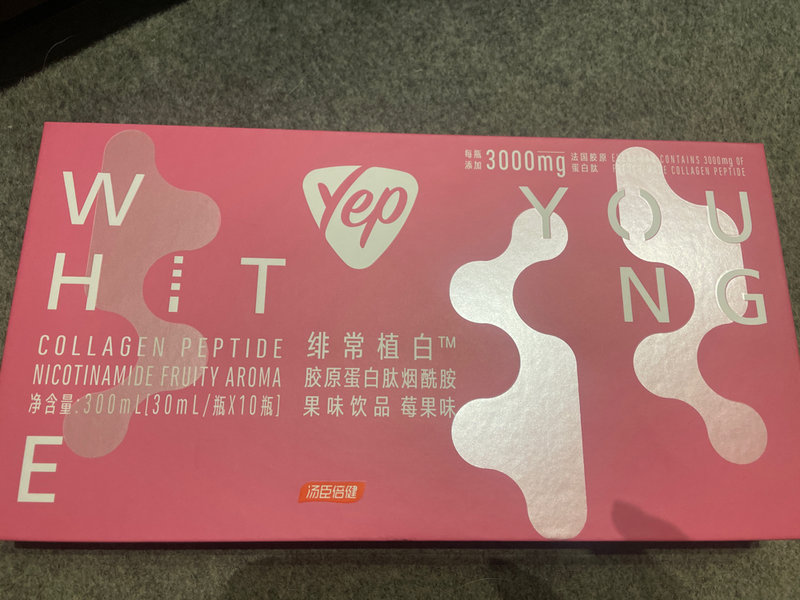 每瓶添加 3000mg 法国胶原蛋白肽
CONTAINS 3000mg OF
COLLAGEN PEPTIDE
Yep
W
H i T
E
YOU
NG
COLLAGEN PEPTIDE
NICOTINAMIDE FRUITY AROMA
净含量:300mL[30mL/瓶X10瓶]
绯常植白™
胶原蛋白肽烟酰胺
果味饮品 莓果味
汤臣倍健